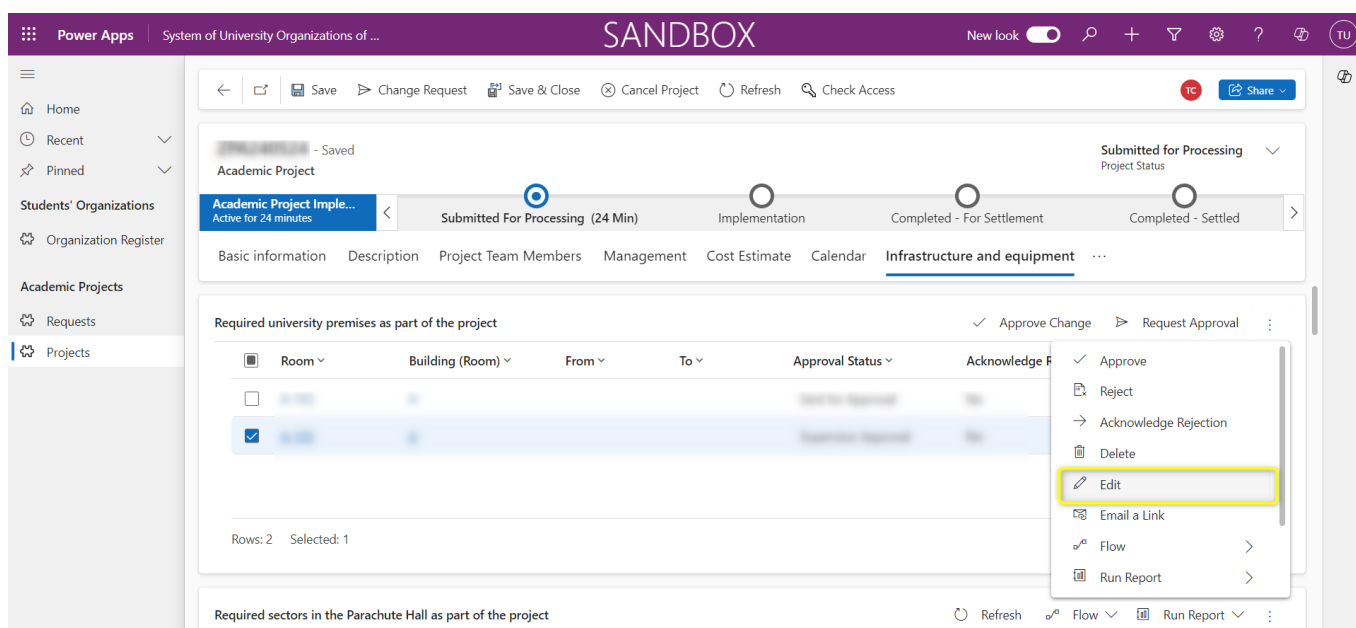 Power Apps System of University Organizations of ... SANDBOX New look TU
Save Change Request Save & Close Cancel Project Refresh Check Access TC Share
Home
Recent
Pinned
Students' Organizations
Organization Register
Academic Projects
Requests
Projects
- Saved
Academic Project
Submitted for Processing
Project Status
Academic Project Imple...
Active for 24 minutes
Submitted For Processing (24 Min) Implementation Completed - For Settlement Completed - Settled
Basic information Description Project Team Members Management Cost Estimate Calendar Infrastructure and equipment ...
Required university premises as part of the project Approve Change Request Approval
Room Building (Room) From To Approval Status Acknowledge R
Approve
Reject
Acknowledge Rejection
Delete
Edit
Email a Link
Flow
Run Report
Rows: 2 Selected: 1
Required sectors in the Parachute Hall as part of the project Refresh Flow Run Report